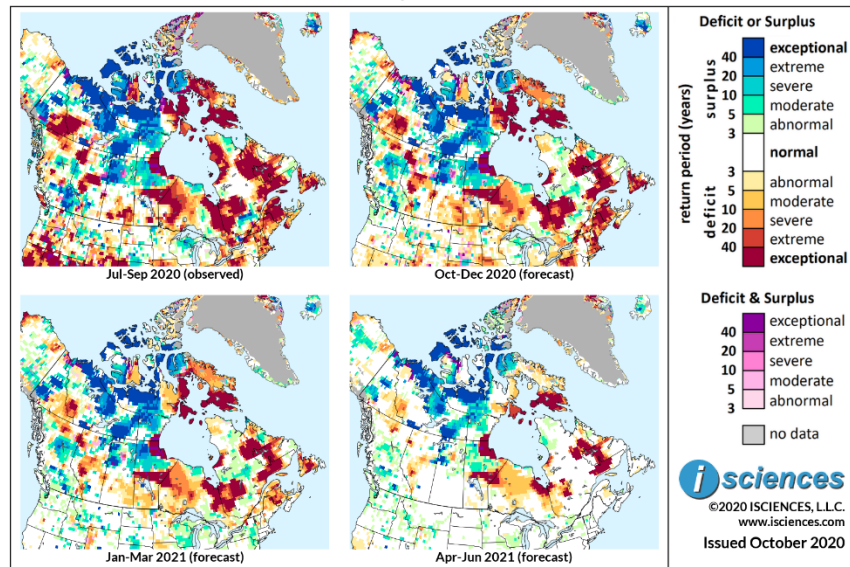 Jul-Sep 2020 (observed)
Oct-Dec 2020 (forecast)
Jan-Mar 2021 (forecast)
Apr-Jun 2021 (forecast)
Deficit or Surplus
return period (years)
surplus
deficit
exceptional
40
extreme
20
severe
10
moderate
5
abnormal
3
normal
3
abnormal
5
moderate
10
severe
20
extreme
40
exceptional
Deficit & Surplus
exceptional
40
extreme
20
severe
10
moderate
5
abnormal
3
no data
i sciences
©2020 ISCIENCES, L.L.C.
www.isciences.com
Issued October 2020